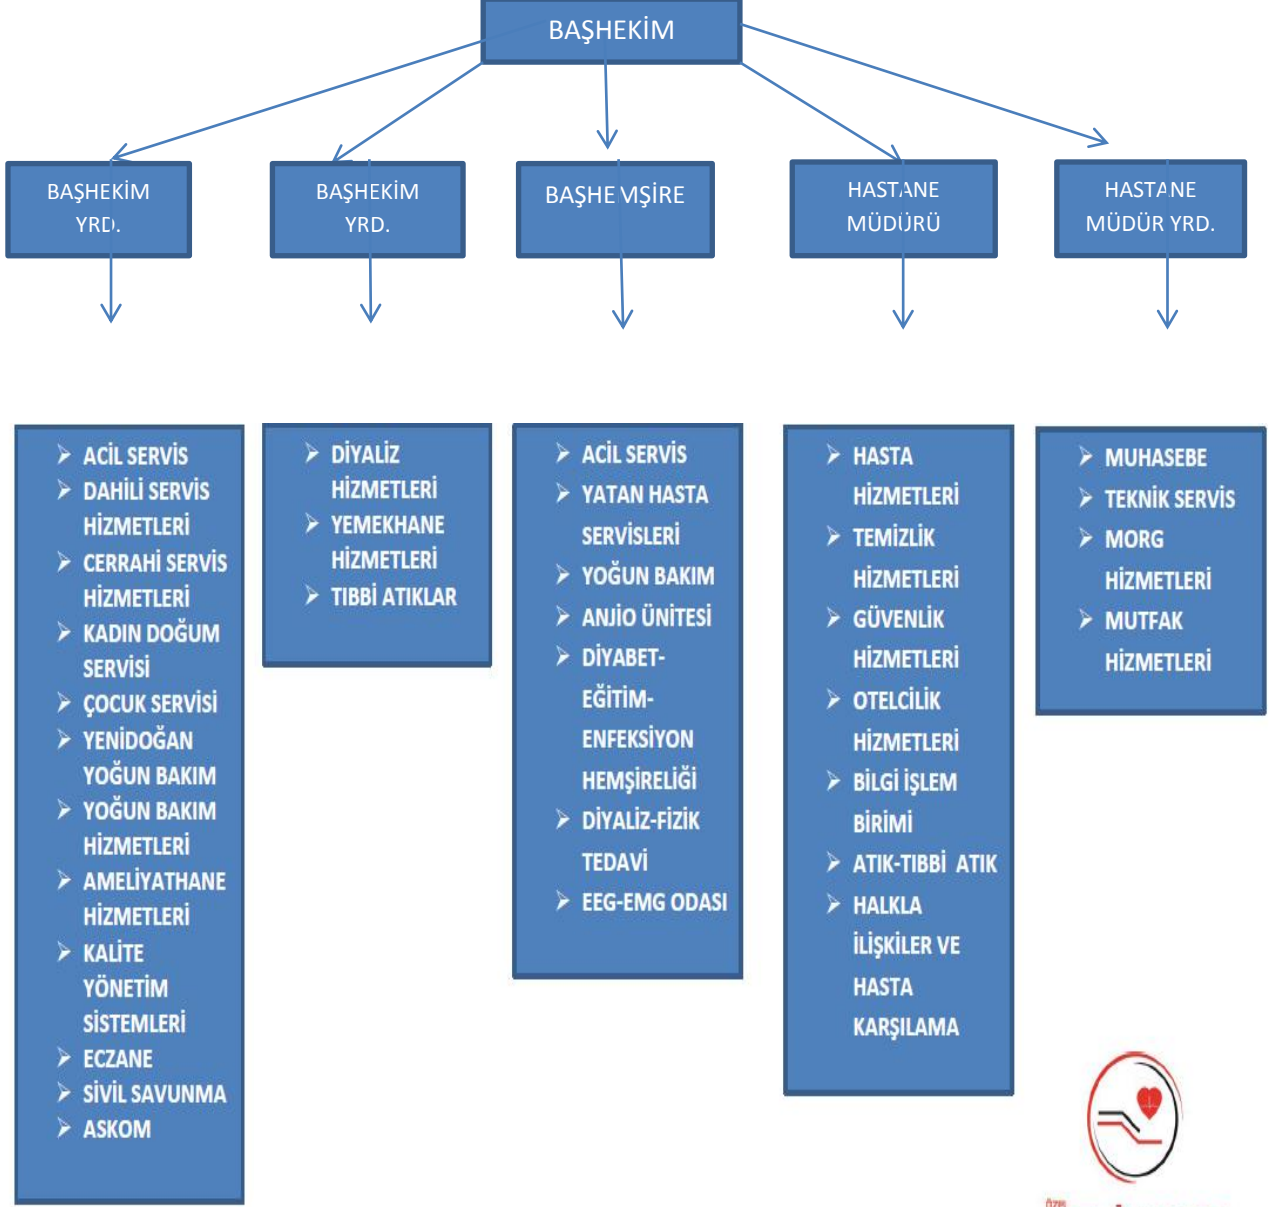 BAŞHEKİM
BAŞHEKİM
YRD.
BAŞHEKİM
YRD.
BAŞHEMŞİRE
HASTANE
MÜDÜRÜ
HASTANE
MÜDÜR YRD.
ACİL SERVİS
DAHİLİ SERVİS
HİZMETLERİ
CERRAHİ SERVİS
HİZMETLERİ
KADIN DOĞUM
SERVİSİ
ÇOCUK SERVİSİ
YENİDOĞAN
YOĞUN BAKIM
YOĞUN BAKIM
HİZMETLERİ
AMELİYATHANE
HİZMETLERİ
KALİTE
YÖNETİM
SİSTEMLERİ
ECZANE
SİVİL SAVUNMA
ASKOM
DİYALİZ
HİZMETLERİ
YEMEKHANE
HİZMETLERİ
TIBBİ ATIKLAR
ACİL SERVİS
YATAN HASTA
SERVİSLERİ
YOĞUN BAKIM
ANJİO ÜNİTESİ
DİYABET-
EĞİTİM-
ENFEKSİYON
HEMŞİRELİĞİ
DİYALİZ-FİZİK
TEDAVİ
EEG-EMG ODASI
HASTA
HİZMETLERİ
TEMİZLİK
HİZMETLERİ
GÜVENLİK
HİZMETLERİ
OTELCİLİK
HİZMETLERİ
BİLGİ İŞLEM
BİRİMİ
ATIK-TIBBİ ATIK
HALKLA
İLİŞKİLER VE
HASTA
KARŞILAMA
MUHASEBE
TEKNİK SERVİS
MORG
HİZMETLERİ
MUTFAK
HİZMETLERİ
ÖZEL